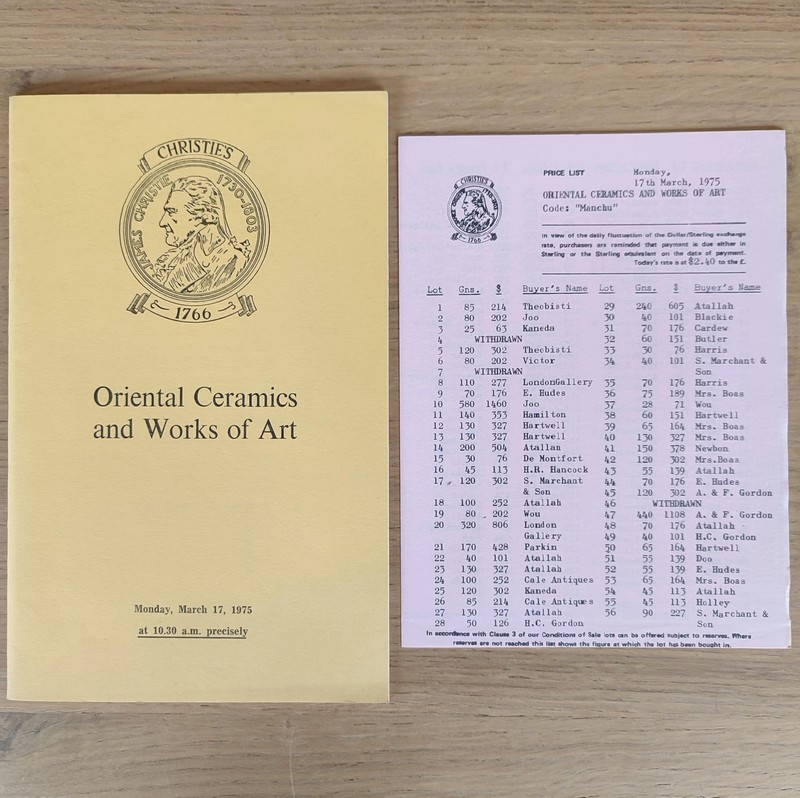 CHRISTIE'S
JAMES CHRISTIE 1730-1803
1766
Oriental Ceramics
and Works of Art
Monday, March 17, 1975
at 10.30 a.m. precisely
CHRISTIE'S
1766
PRICE LIST Monday,
17th March, 1975
ORIENTAL CERAMICS AND WORKS OF ART
Code: "Manchu"
In view of the daily fluctuation of the Dollar/Sterling exchange
rate, purchasers are reminded that payment is due either in
Sterling or the Sterling equivalent on the date of payment.
Today's rate is at $2.40 to the £.
Lot Gns. $ Buyer's Name Lot Gns. $ Buyer's Name
1 85 214 Theobisti 29 240 605 Atallah
2 80 202 Joo 30 40 101 Blackie
3 25 63 Kaneda 31 70 176 Cardew
4 WITHDRAWN 32 60 151 Butler
5 120 302 Theobisti 33 30 76 Harris
6 80 202 Victor 34 40 101 S. Marchant &
7 WITHDRAWN Son
8 110 277 LondonGallery 35 70 176 Harris
9 70 176 E. Hudes 36 75 189 Mrs. Boas
10 580 1460 Joo 37 28 71 Wou
11 140 353 Hamilton 38 60 151 Hartwell
12 130 327 Hartwell 39 65 164 Mrs. Boas
13 130 327 Hartwell 40 130 327 Mrs. Boas
14 200 504 Atallan 41 150 378 Newbon
15 30 76 De Montfort 42 120 302 Mrs.Boas
16 45 113 H.R. Hancock 43 55 139 Atallah
17 120 302 S. Marchant 44 70 176 E. Hudes
& Son 45 120 302 A. & F. Gordon
18 100 252 Atallah 46 WITHDRAWN
19 80 202 Wou 47 440 1108 A. & F. Gordon
20 320 806 London 48 70 176 Atallah
Gallery 49 40 101 H.C. Gordon
21 170 428 Parkin 50 65 164 Hartwell
22 40 101 Atallah 51 55 139 Doo
23 130 327 Atallah 52 55 139 E. Hudes
24 100 252 Cale Antiques 53 65 164 Mrs. Boas
25 120 302 Kaneda 54 45 113 Atallah
26 85 214 Cale Antiques 55 45 113 Holley
27 130 327 Atallah 56 90 227 S. Marchant &
28 50 126 H.C. Gordon Son
In accordance with Clause 3 of our Conditions of Sale lots can be offered subject to reserves. Where
reserves are not reached this list shows the figure at which the lot has been bought in.